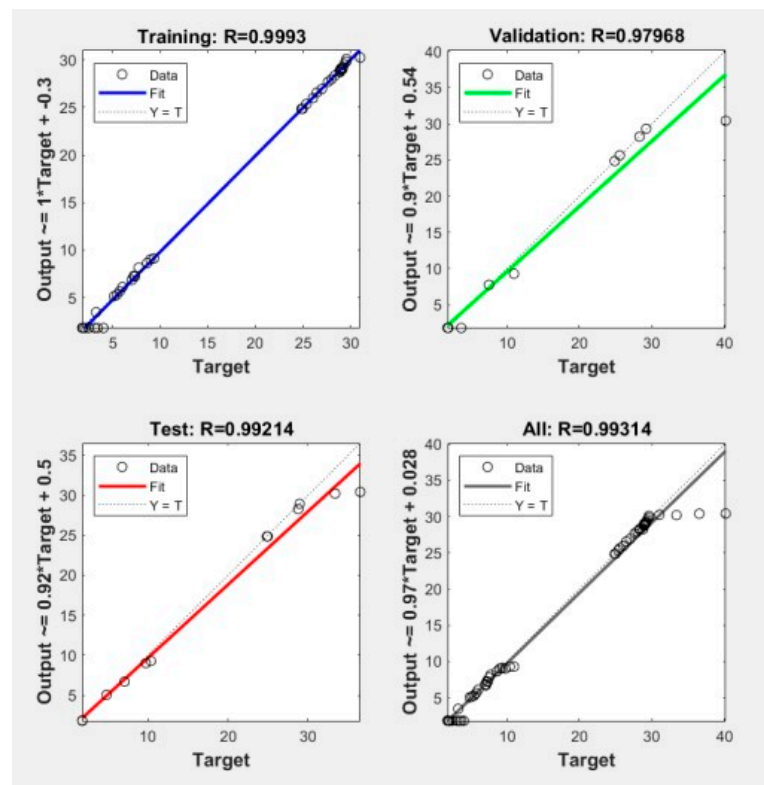 Training: R=0.9993
Output ~= 1*Target + -0.3
Data
Fit
Y = T
30
25
20
15
10
5
5 10 15 20 25 30
Target
Validation: R=0.97968
Output ~= 0.9*Target + 0.54
Data
Fit
Y = T
40
35
30
25
20
15
10
5
10 20 30 40
Target
Test: R=0.99214
Output ~= 0.92*Target + 0.5
Data
Fit
Y = T
35
30
25
20
15
10
5
10 20 30
Target
All: R=0.99314
Output ~= 0.97*Target + 0.028
Data
Fit
Y = T
40
35
30
25
20
15
10
5
10 20 30 40
Target